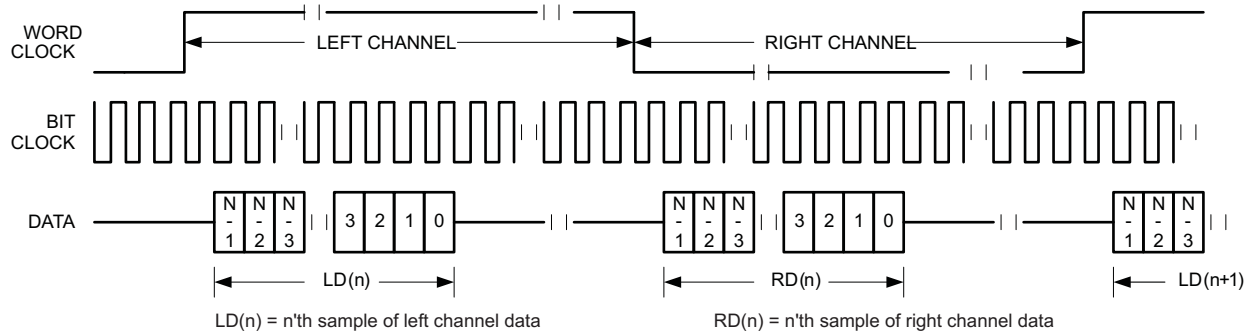 WORD
CLOCK
LEFT CHANNEL
RIGHT CHANNEL
BIT
CLOCK
DATA
N
-
1
N
-
2
N
-
3
3
2
1
0
N
-
1
N
-
2
N
-
3
3
2
1
0
N
-
1
N
-
2
N
-
3
LD(n)
RD(n)
LD(n+1)
LD(n) = n'th sample of left channel data
RD(n) = n'th sample of right channel data